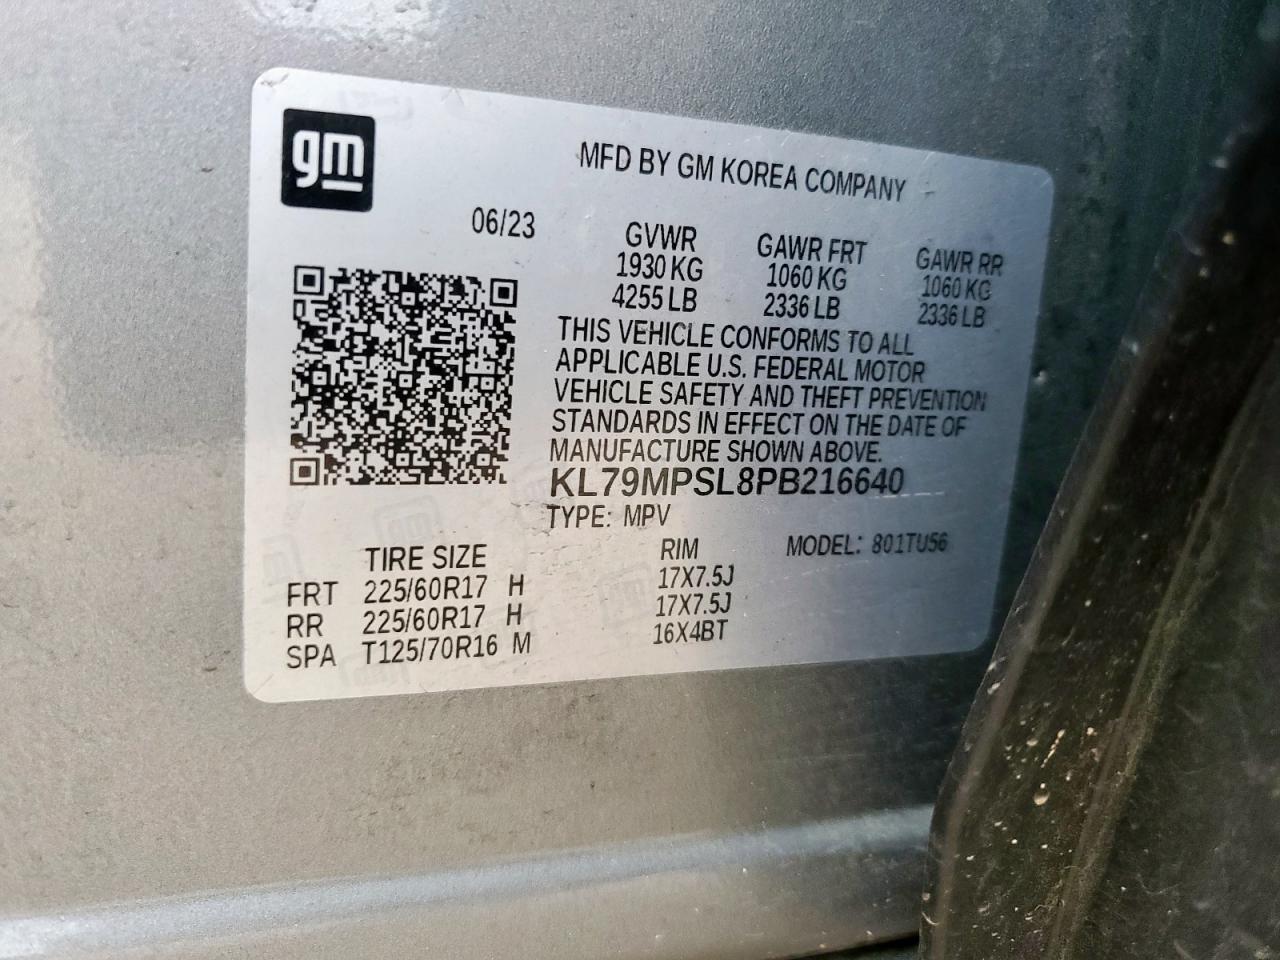 gm
MFD BY GM KOREA COMPANY
06/23
GVWR GAWR FRT GAWR RR
1930 KG 1060 KG 1060 KG
4255 LB 2336 LB 2336 LB
THIS VEHICLE CONFORMS TO ALL
APPLICABLE U.S. FEDERAL MOTOR
VEHICLE SAFETY AND THEFT PREVENTION
STANDARDS IN EFFECT ON THE DATE OF
MANUFACTURE SHOWN ABOVE.
KL79MPSL8PB216640
TYPE: MPV
MODEL: 801TU56
TIRE SIZE RIM
FRT 225/60R17 H 17X7.5J
RR 225/60R17 H 17X7.5J
SPA T125/70R16 M 16X4BT